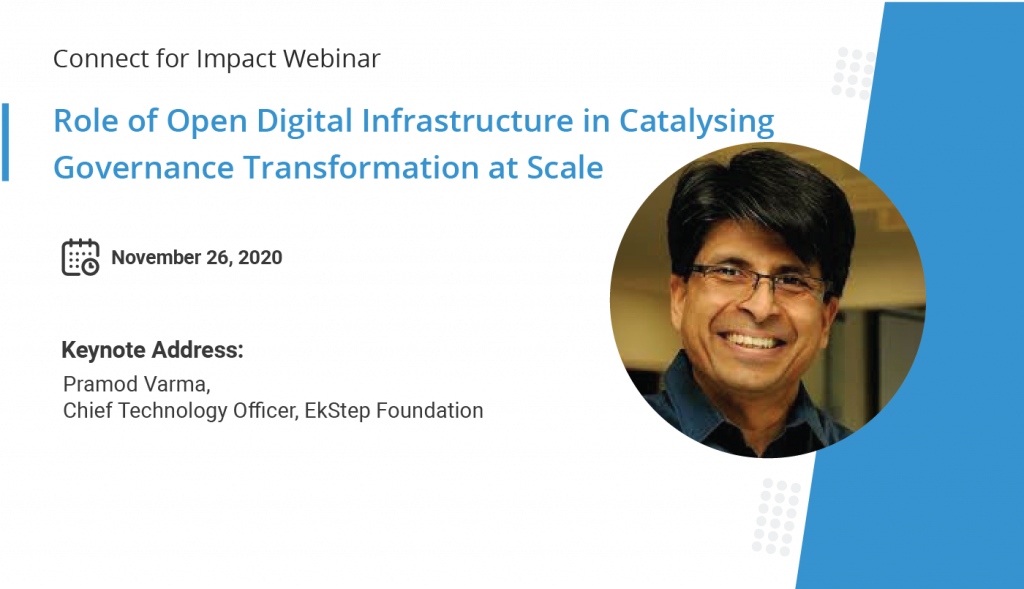 Connect for Impact Webinar
Role of Open Digital Infrastructure in Catalysing
Governance Transformation at Scale
November 26, 2020
Keynote Address:
Pramod Varma,
Chief Technology Officer, EkStep Foundation